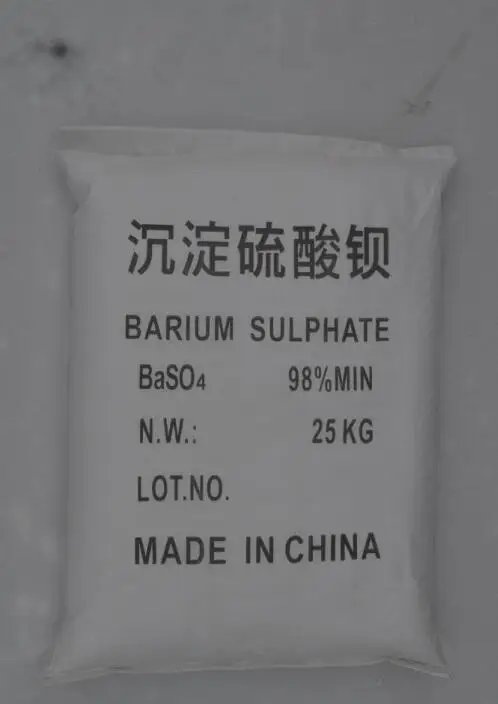 沉淀硫酸钡
BARIUM SULPHATE
BaSO4 98%MIN
N.W.: 25 KG
LOT.NO.
MADE IN CHINA